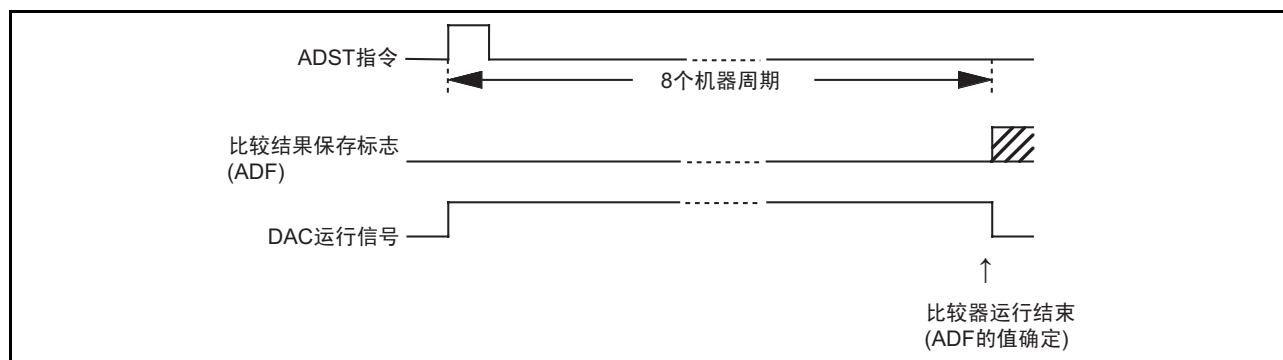 ADST指令
8个机器周期
比较结果保存标志
(ADF)
DAC运行信号
↑
比较器运行结束
(ADF的值确定)